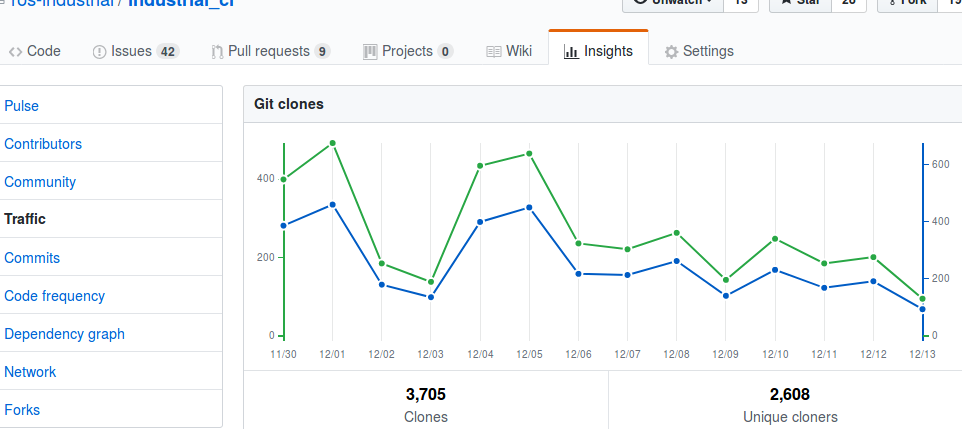 ros-industrial / industrial_ci
Unwatch 13 Star 26 Fork
Code Issues 42 Pull requests 9 Projects 0 Wiki Insights Settings
Pulse
Contributors
Community
Traffic
Commits
Code frequency
Dependency graph
Network
Forks
Git clones
400
200
0
600
400
200
0
11/30 12/01 12/02 12/03 12/04 12/05 12/06 12/07 12/08 12/09 12/10 12/11 12/12 12/13
3,705
Clones
2,608
Unique cloners